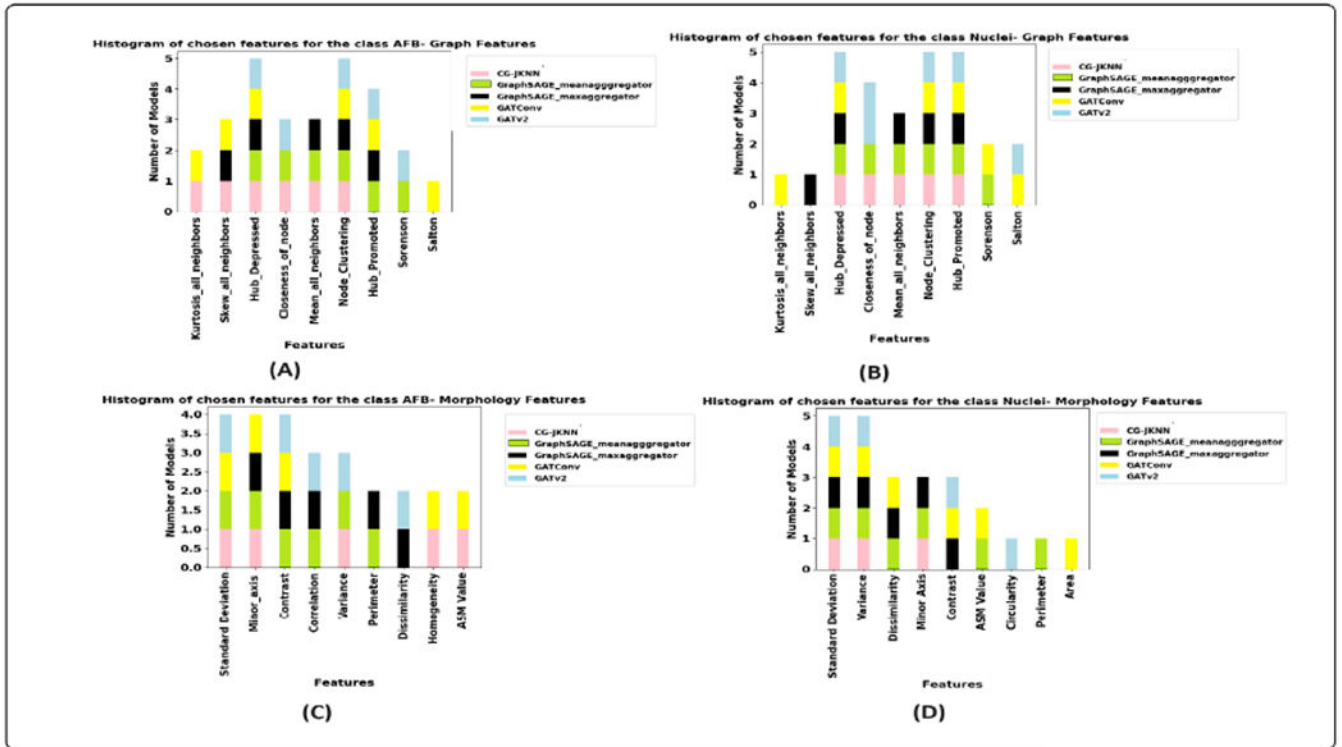 Histogram of chosen features for the class AFB- Graph Features
CG-JKNN
GraphSAGE_meanagggregator
GraphSAGE_maxaggregator
GATConv
GATv2
Number of Models
5
4
3
2
1
0
Kurtosis_all_neighbors
Skew_all_neighbors
Hub_Depressed
Closeness_of_node
Mean_all_neighbors
Node_Clustering
Hub_Promoted
Sorenson
Salton
Features
(A)
Histogram of chosen features for the class Nuclei- Graph Features
CG-JKNN
GraphSAGE_meanagggregator
GraphSAGE_maxaggregator
GATConv
GATv2
Number of Models
5
4
3
2
1
0
Kurtosis_all_neighbors
Skew_all_neighbors
Hub_Depressed
Closeness_of_node
Mean_all_neighbors
Node_Clustering
Hub_Promoted
Sorenson
Salton
Features
(B)
Histogram of chosen features for the class AFB- Morphology Features
CG-JKNN
GraphSAGE_meanagggregator
GraphSAGE_maxaggregator
GATConv
GATv2
Number of Models
4.0
3.5
3.0
2.5
2.0
1.5
1.0
0.5
0.0
Standard Deviation
Minor_axis
Contrast
Correlation
Variance
Perimeter
Dissimilarity
Homogeneity
ASM Value
Features
(C)
Histogram of chosen features for the class Nuclei- Morphology Features
CG-JKNN
GraphSAGE_meanagggregator
GraphSAGE_maxaggregator
GATConv
GATv2
Number of Models
5
4
3
2
1
0
Standard Deviation
Variance
Dissimilarity
Minor Axis
Contrast
ASM Value
Circularity
Perimeter
Area
Features
(D)